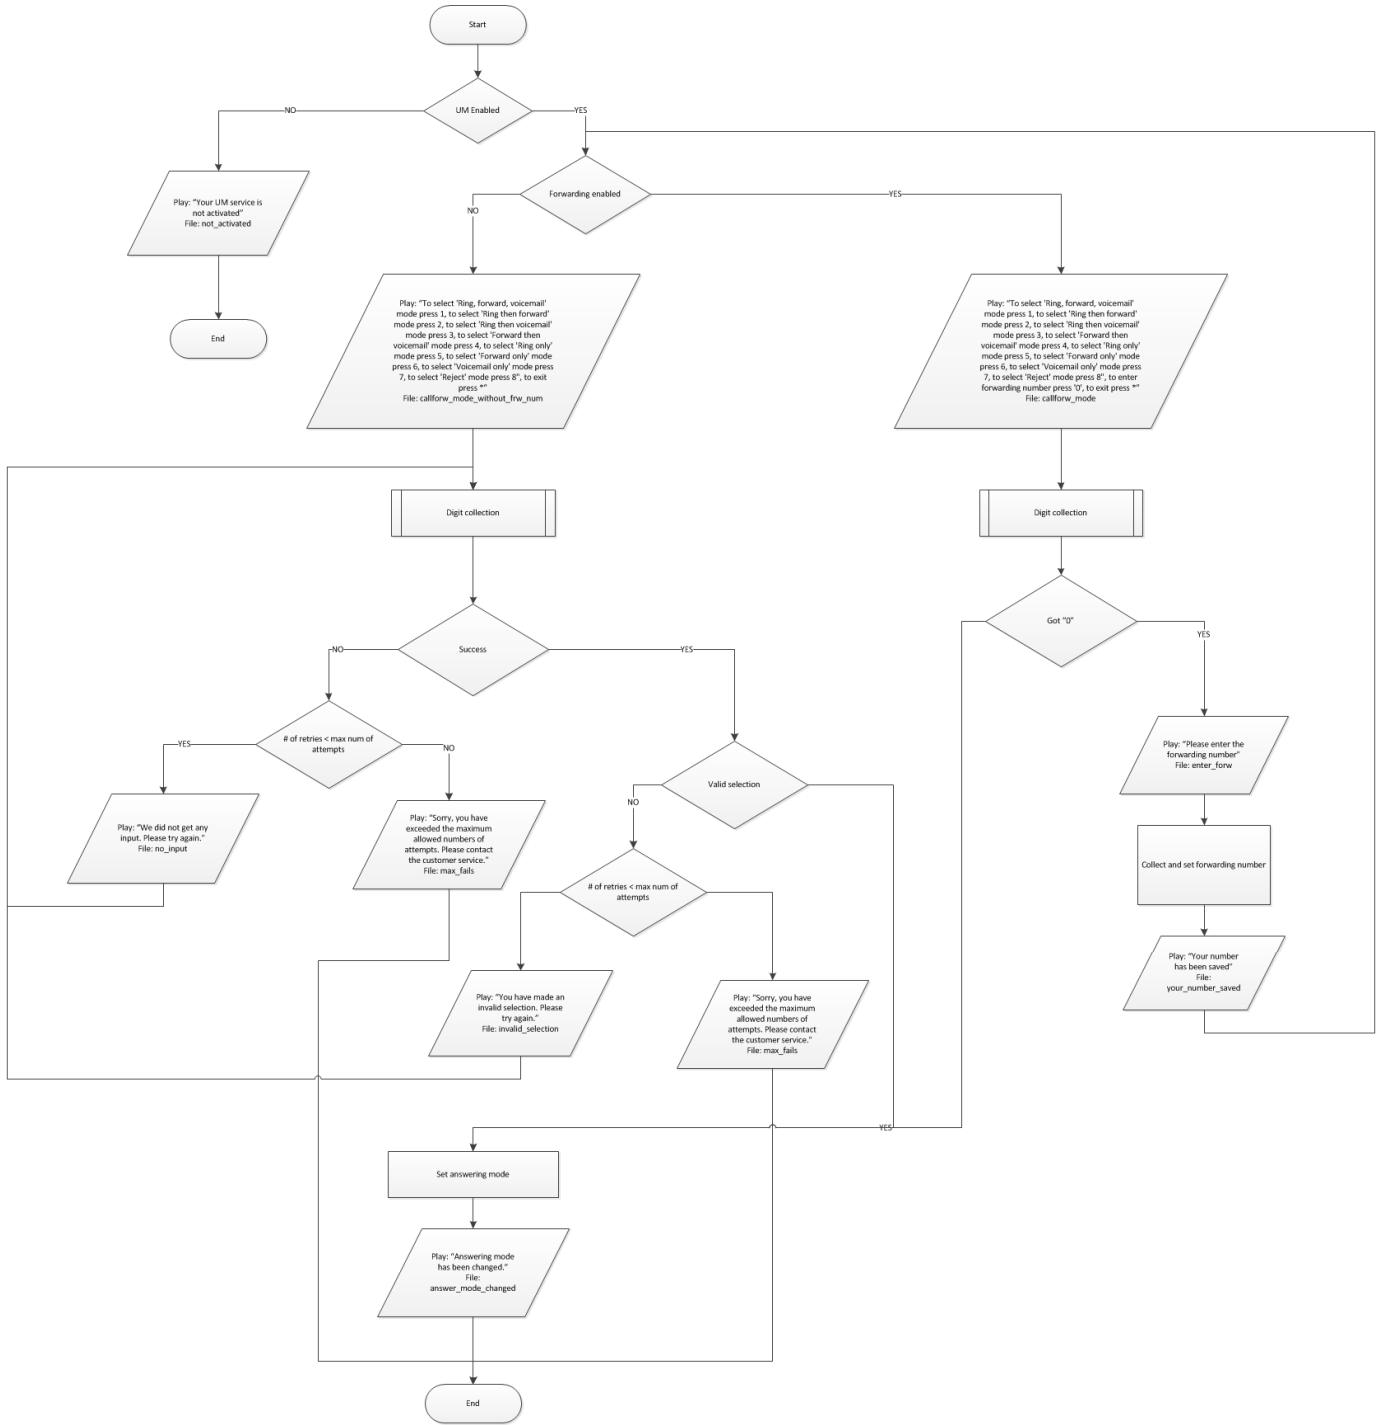 Start
UM Enabled
NO
YES
Play: “Your UM service is
not activated”
File: not_activated
End
Forwarding enabled
NO
YES
Play: “To select 'Ring, forward, voicemail'
mode press 1, to select 'Ring then forward'
mode press 2, to select 'Ring then voicemail'
mode press 3, to select 'Forward then
voicemail' mode press 4, to select 'Ring only'
mode press 5, to select 'Forward only' mode
press 6, to select 'Voicemail only' mode press
7, to select 'Reject' mode press 8", to exit
press *”
File: callforw_mode_without_frw_num
Play: “To select 'Ring, forward, voicemail'
mode press 1, to select 'Ring then forward'
mode press 2, to select 'Ring then voicemail'
mode press 3, to select 'Forward then
voicemail' mode press 4, to select 'Ring only'
mode press 5, to select 'Forward only' mode
press 6, to select 'Voicemail only' mode press
7, to select 'Reject' mode press 8", to enter
forwarding number press '0', to exit press *”
File: callforw_mode
Digit collection
Digit collection
Success
NO
YES
Got “0”
YES
# of retries < max num of
attempts
YES
NO
Valid selection
NO
YES
Play: “Please enter the
forwarding number”
File: enter_forw
Play: “We did not get any
input. Please try again.”
File: no_input
Play: “Sorry, you have
exceeded the maximum
allowed numbers of
attempts. Please contact
the customer service.”
File: max_fails
# of retries < max num of
attempts
Collect and set forwarding number
Play: “You have made an
invalid selection. Please
try again.”
File: invalid_selection
Play: “Sorry, you have
exceeded the maximum
allowed numbers of
attempts. Please contact
the customer service.”
File: max_fails
Play: “Your number
has been saved”
File:
your_number_saved
Set answering mode
Play: “Answering mode
has been changed.”
File:
answer_mode_changed
End